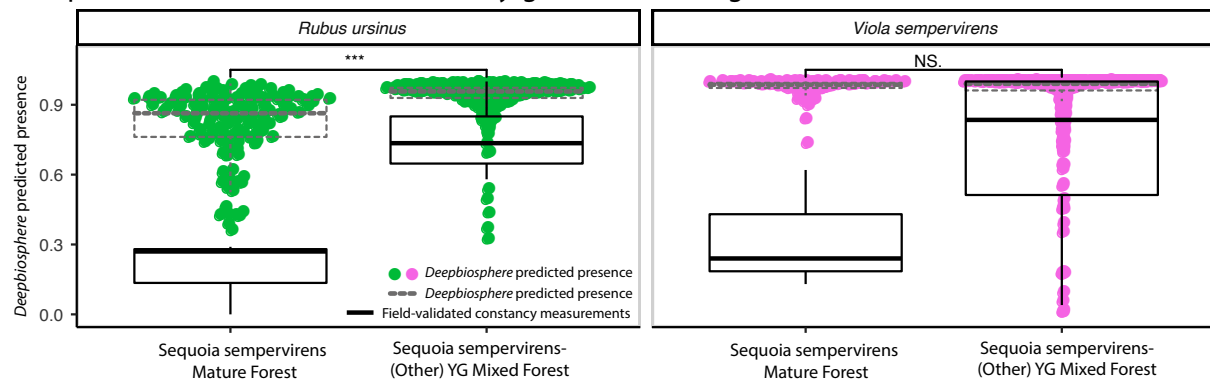 Rubus ursinus
Viola sempervirens
Deepbiosphere predicted presence
0.9
0.6
0.3
0.0
***
NS.
Deepbiosphere predicted presence
Deepbiosphere predicted presence
Field-validated constancy measurements
Sequoia sempervirens
Mature Forest
Sequoia sempervirens-
(Other) YG Mixed Forest
Sequoia sempervirens
Mature Forest
Sequoia sempervirens-
(Other) YG Mixed Forest